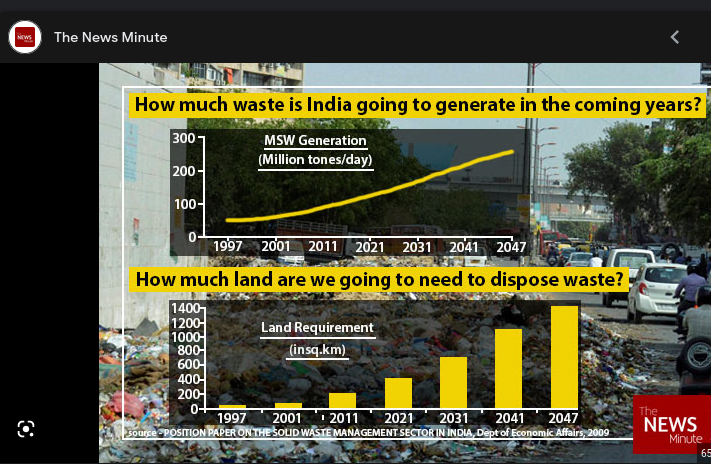 NEWS
The News Minute
How much waste is India going to generate in the coming years?
MSW Generation
(Million tones/day)
300
200
100
0
1997 2001 2011 2021 2031 2041 2047
How much land are we going to need to dispose waste?
Land Requirement
(insq.km)
1400
1200
1000
800
600
400
200
0
1997 2001 2011 2021 2031 2041 2047
source - POSITION PAPER ON THE SOLID WASTE MANAGEMENT SECTOR IN INDIA, Dept of Economic Affairs, 2009
The
NEWS
Minute
65